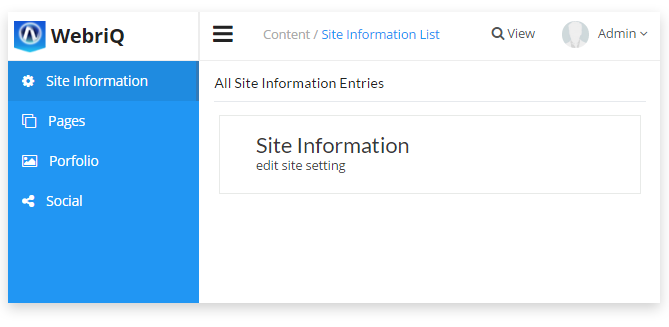 WebriQ
Content / Site Information List
View
Admin
Site Information
Pages
Porfolio
Social
All Site Information Entries
Site Information
edit site setting